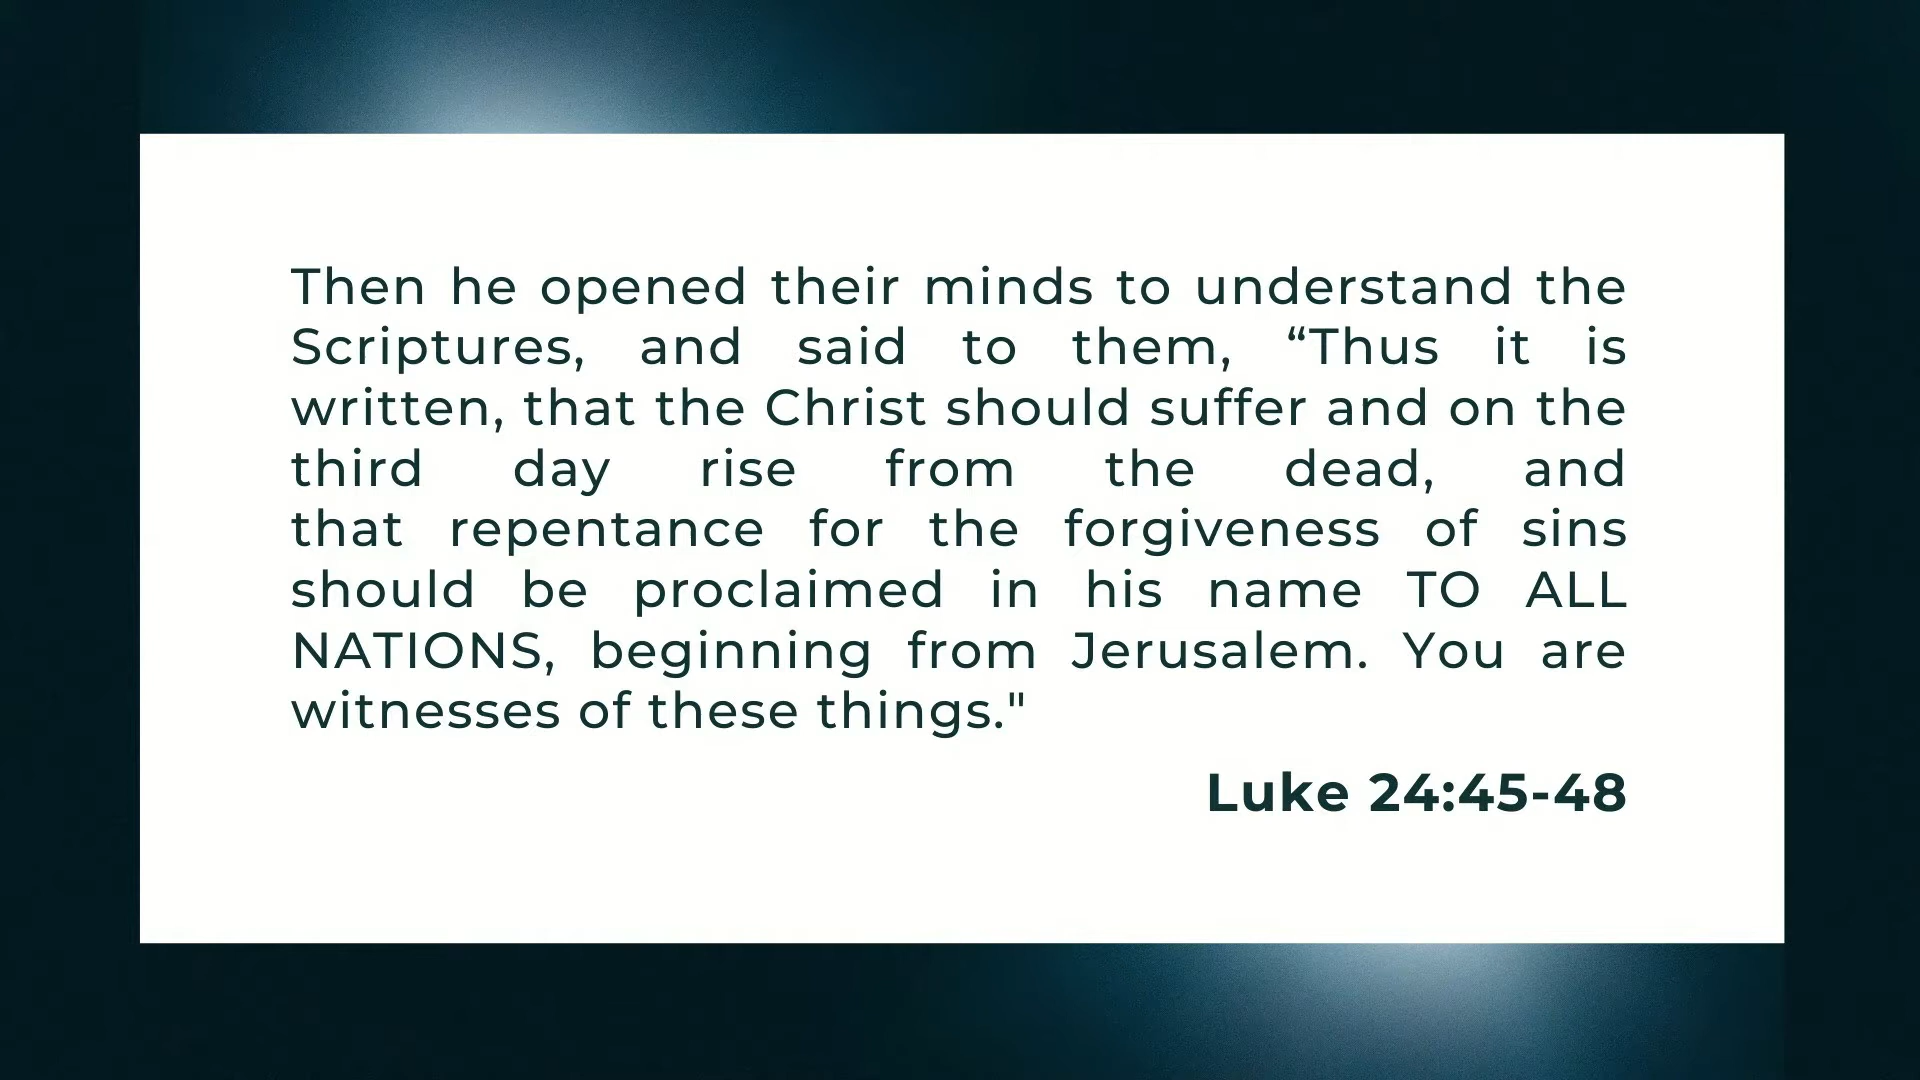 Then he opened their minds to understand the
Scriptures, and said to them, “Thus it is
written, that the Christ should suffer and on the
third day rise from the dead, and
that repentance for the forgiveness of sins
should be proclaimed in his name TO ALL
NATIONS, beginning from Jerusalem. You are
witnesses of these things."
Luke 24:45-48